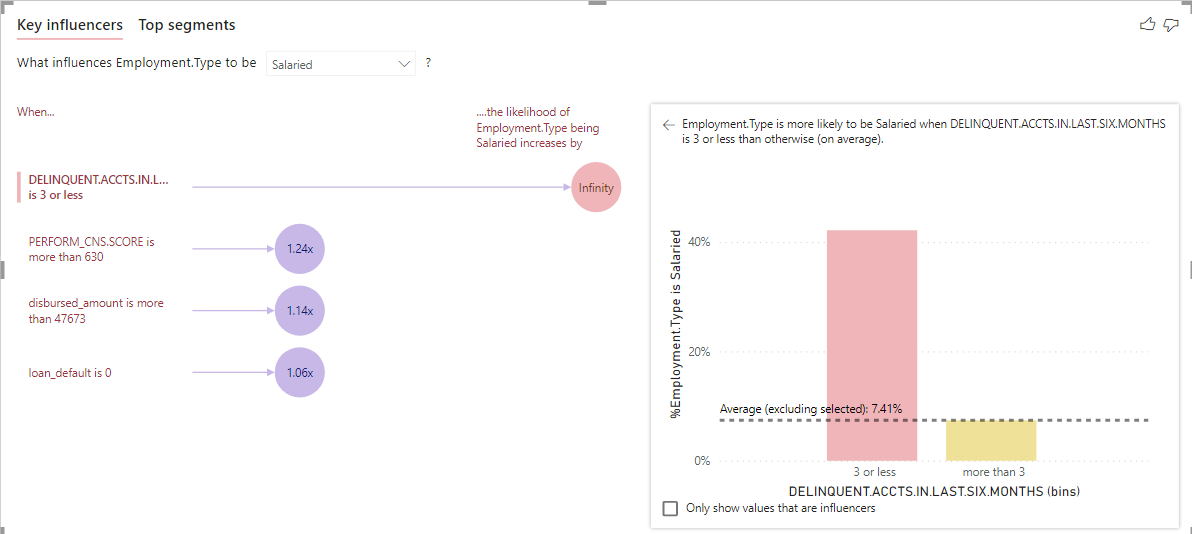 Key influencers Top segments
What influences Employment.Type to be Salaried ?
When...
....the likelihood of
Employment.Type being
Salaried increases by
DELINQUENT.ACCTS.IN.L...
is 3 or less
Infinity
PERFORM_CNS.SCORE is
more than 630
1.24x
disbursed_amount is more
than 47673
1.14x
loan_default is 0
1.06x
Employment.Type is more likely to be Salaried when DELINQUENT.ACCTS.IN.LAST.SIX.MONTHS
is 3 or less than otherwise (on average).
%Employment.Type is Salaried
40%
20%
Average (excluding selected): 7.41%
0%
3 or less more than 3
DELINQUENT.ACCTS.IN.LAST.SIX.MONTHS (bins)
Only show values that are influencers